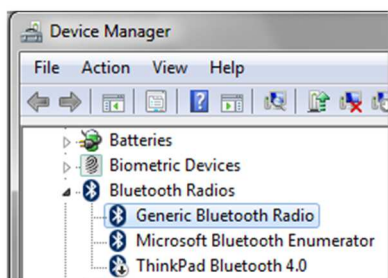 Device Manager
File Action View Help
Batteries
Biometric Devices
Bluetooth Radios
Generic Bluetooth Radio
Microsoft Bluetooth Enumerator
ThinkPad Bluetooth 4.0